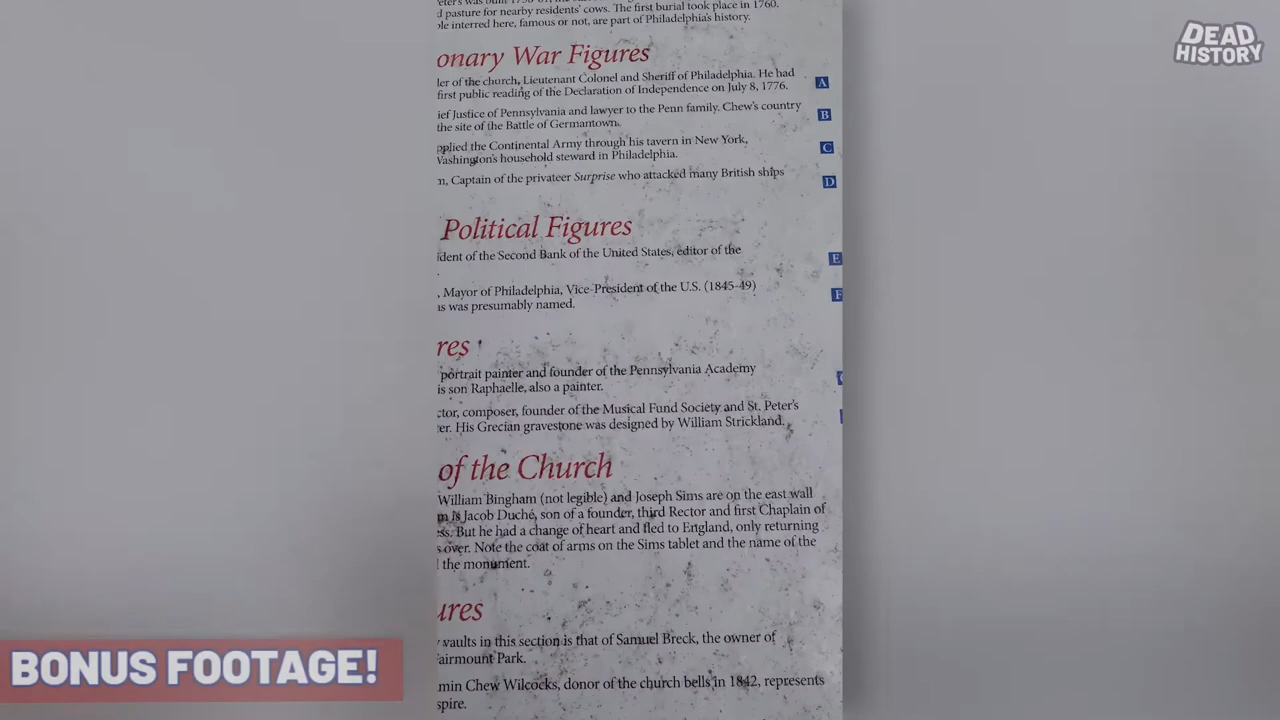 d pasture for nearby residents' cows. The first burial took place in 1760.
ple interred here, famous or not, are part of Philadelphia's history.
DEAD
HISTORY
onary War Figures
ler of the church, Lieutenant Colonel and Sheriff of Philadelphia. He had
first public reading of the Declaration of Independence on July 8, 1776.
A
ief Justice of Pennsylvania and lawyer to the Penn family. Chew's country
the site of the Battle of Germantown.
B
pplied the Continental Army through his tavern in New York,
Washington's household steward in Philadelphia.
C
n, Captain of the privateer Surprise who attacked many British ships
D
Political Figures
ident of the Second Bank of the United States, editor of the
E
, Mayor of Philadelphia, Vice-President of the U.S. (1845-49)
as was presumably named.
F
res
portrait painter and founder of the Pennsylvania Academy
is son Raphaelle, also a painter.
ctor, composer, founder of the Musical Fund Society and St. Peter's
er. His Grecian gravestone was designed by William Strickland.
of the Church
William Bingham (not legible) and Joseph Sims are on the east wall
m is Jacob Duché, son of a founder, third Rector and first Chaplain of
ess. But he had a change of heart and fled to England, only returning
s over. Note the coat of arms on the Sims tablet and the name of the
the monument.
ures
vaults in this section is that of Samuel Breck, the owner of
airmount Park.
min Chew Wilcocks, donor of the church bells in 1842, represents
spire.
BONUS FOOTAGE!